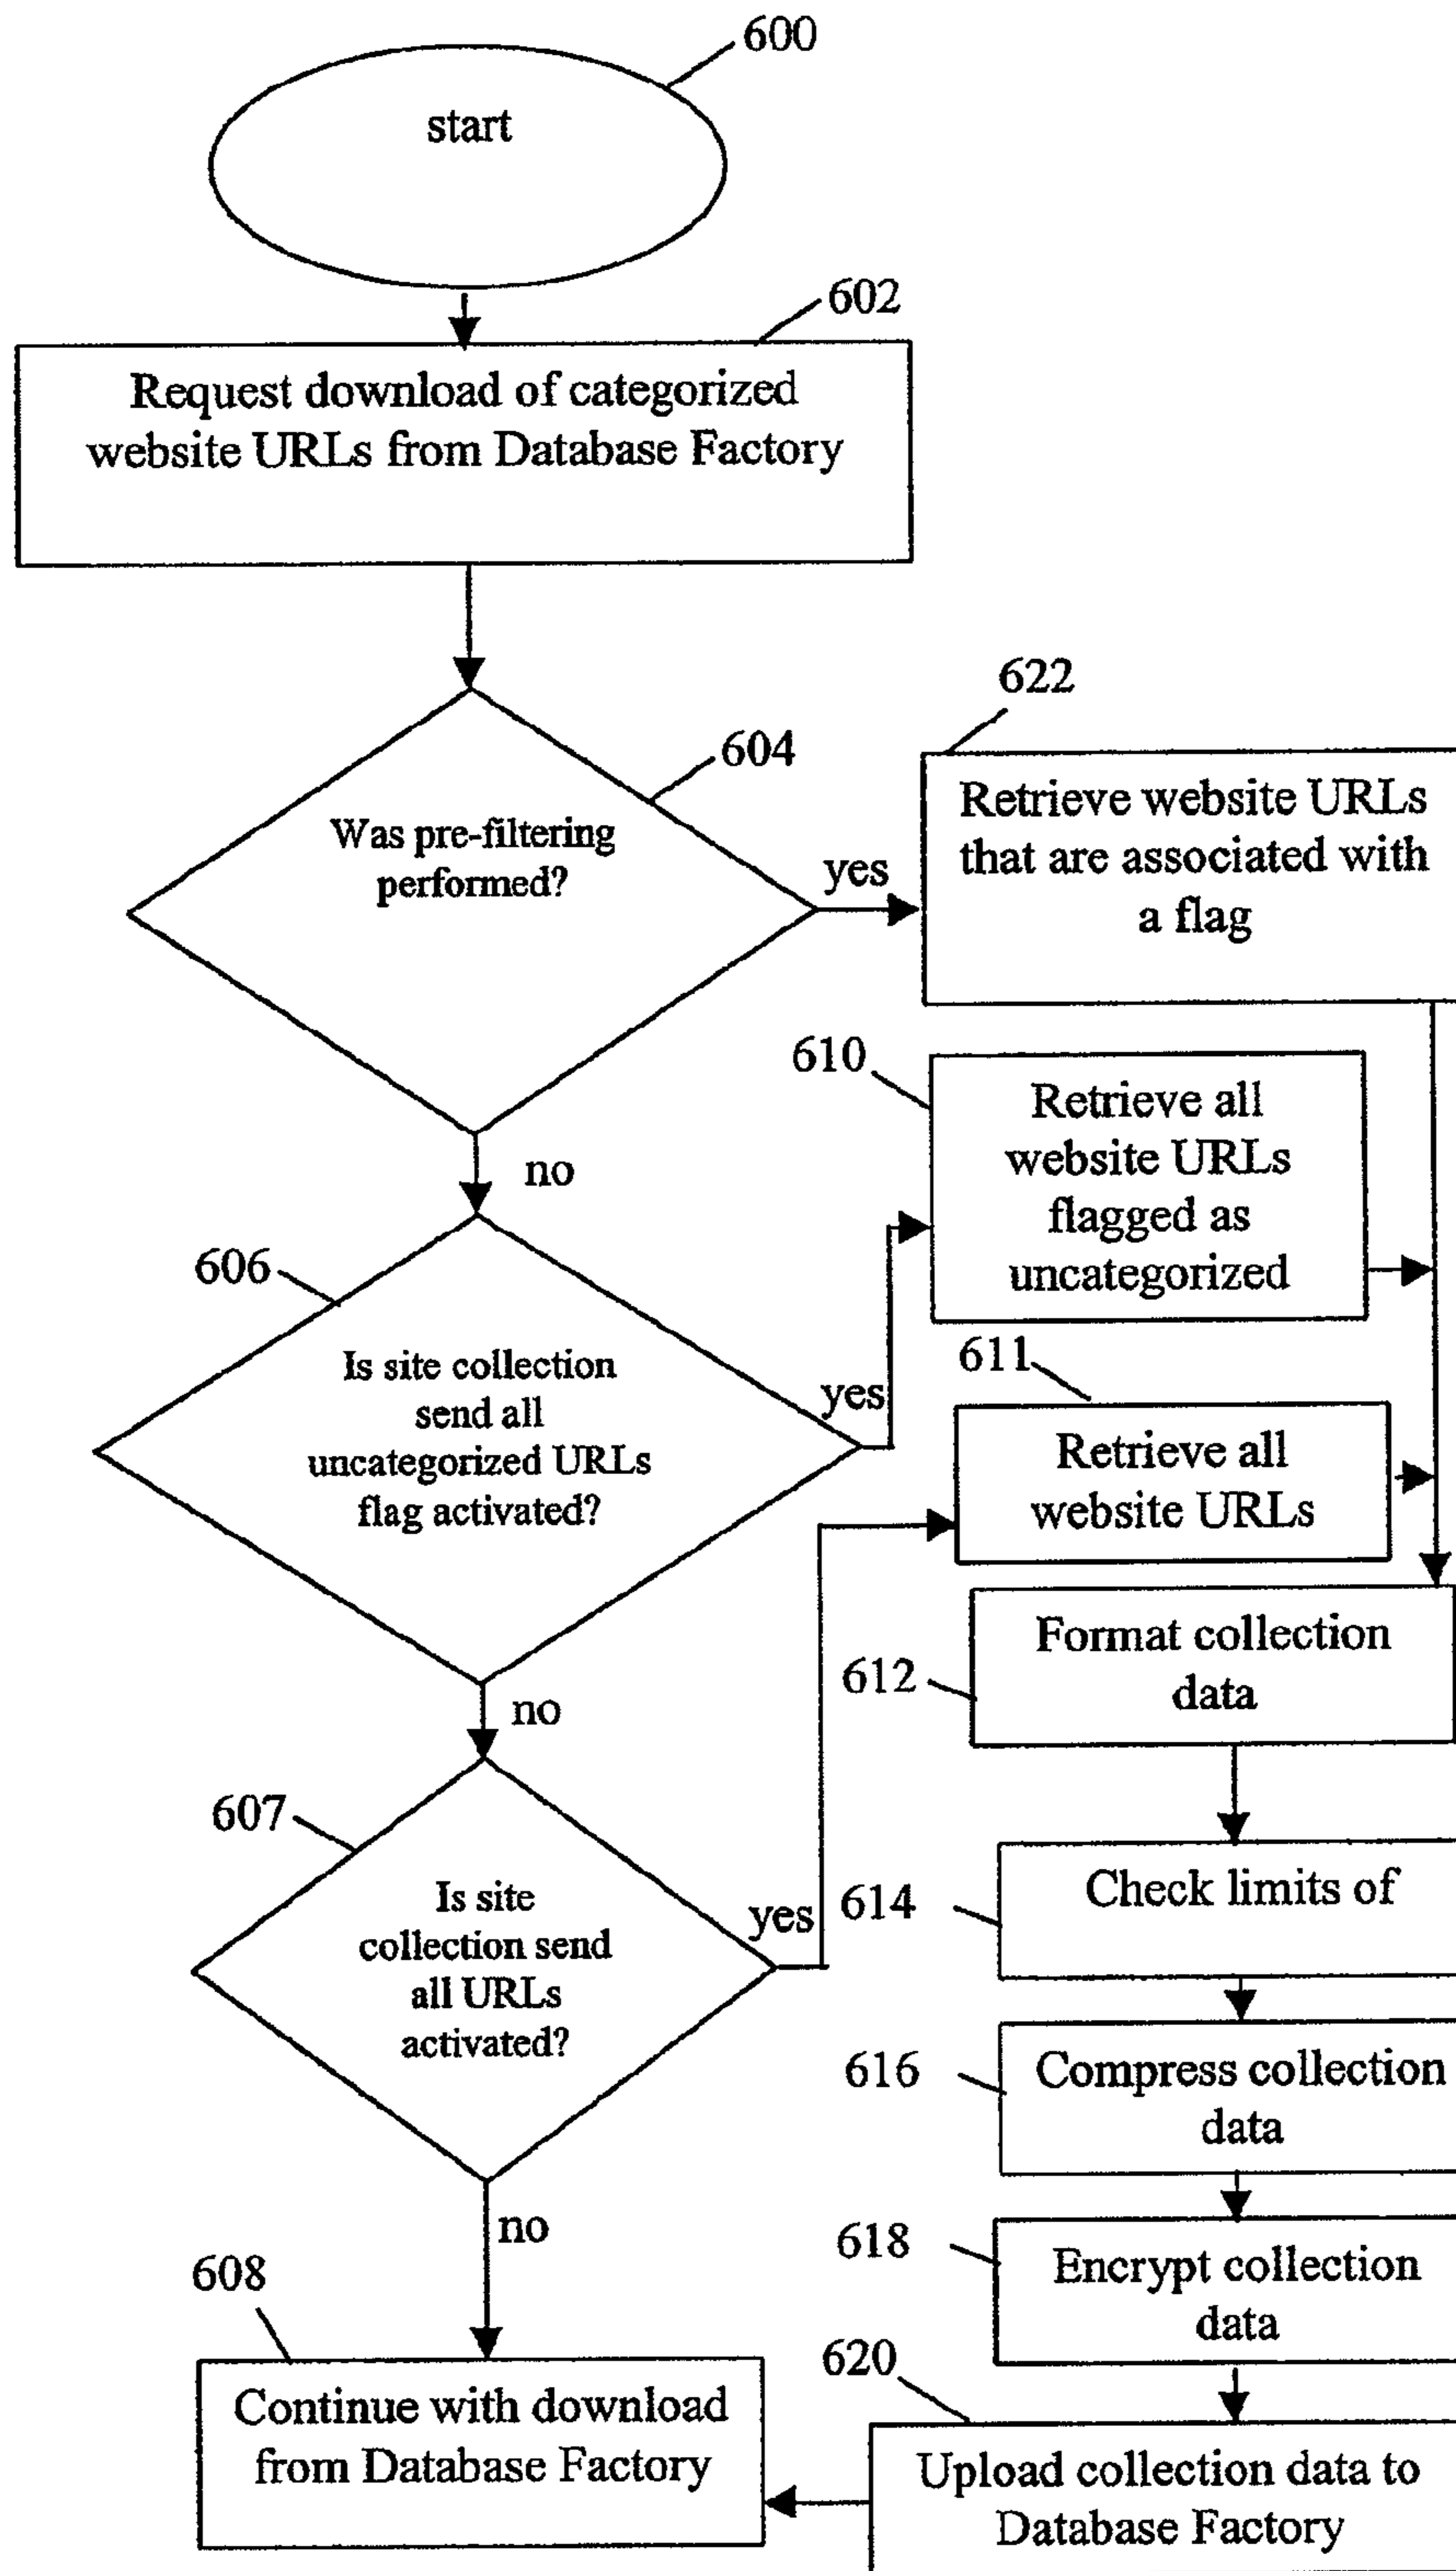 600
start
602
Request download of categorized
website URLs from Database Factory
622
604
Retrieve website URLs
that are associated with
a flag
Was pre-filtering
performed?
yes
610
Retrieve all
website URLs
flagged as
uncategorized
no
606
611
Is site collection
send all
uncategorized URLs
flag activated?
yes
Retrieve all
website URLs
Format collection
data
612
no
607
Check limits of
614
Is site
collection send
all URLs
activated?
yes
616
Compress collection
data
no
618
Encrypt collection
data
608
620
Continue with download
from Database Factory
Upload collection data to
Database Factory